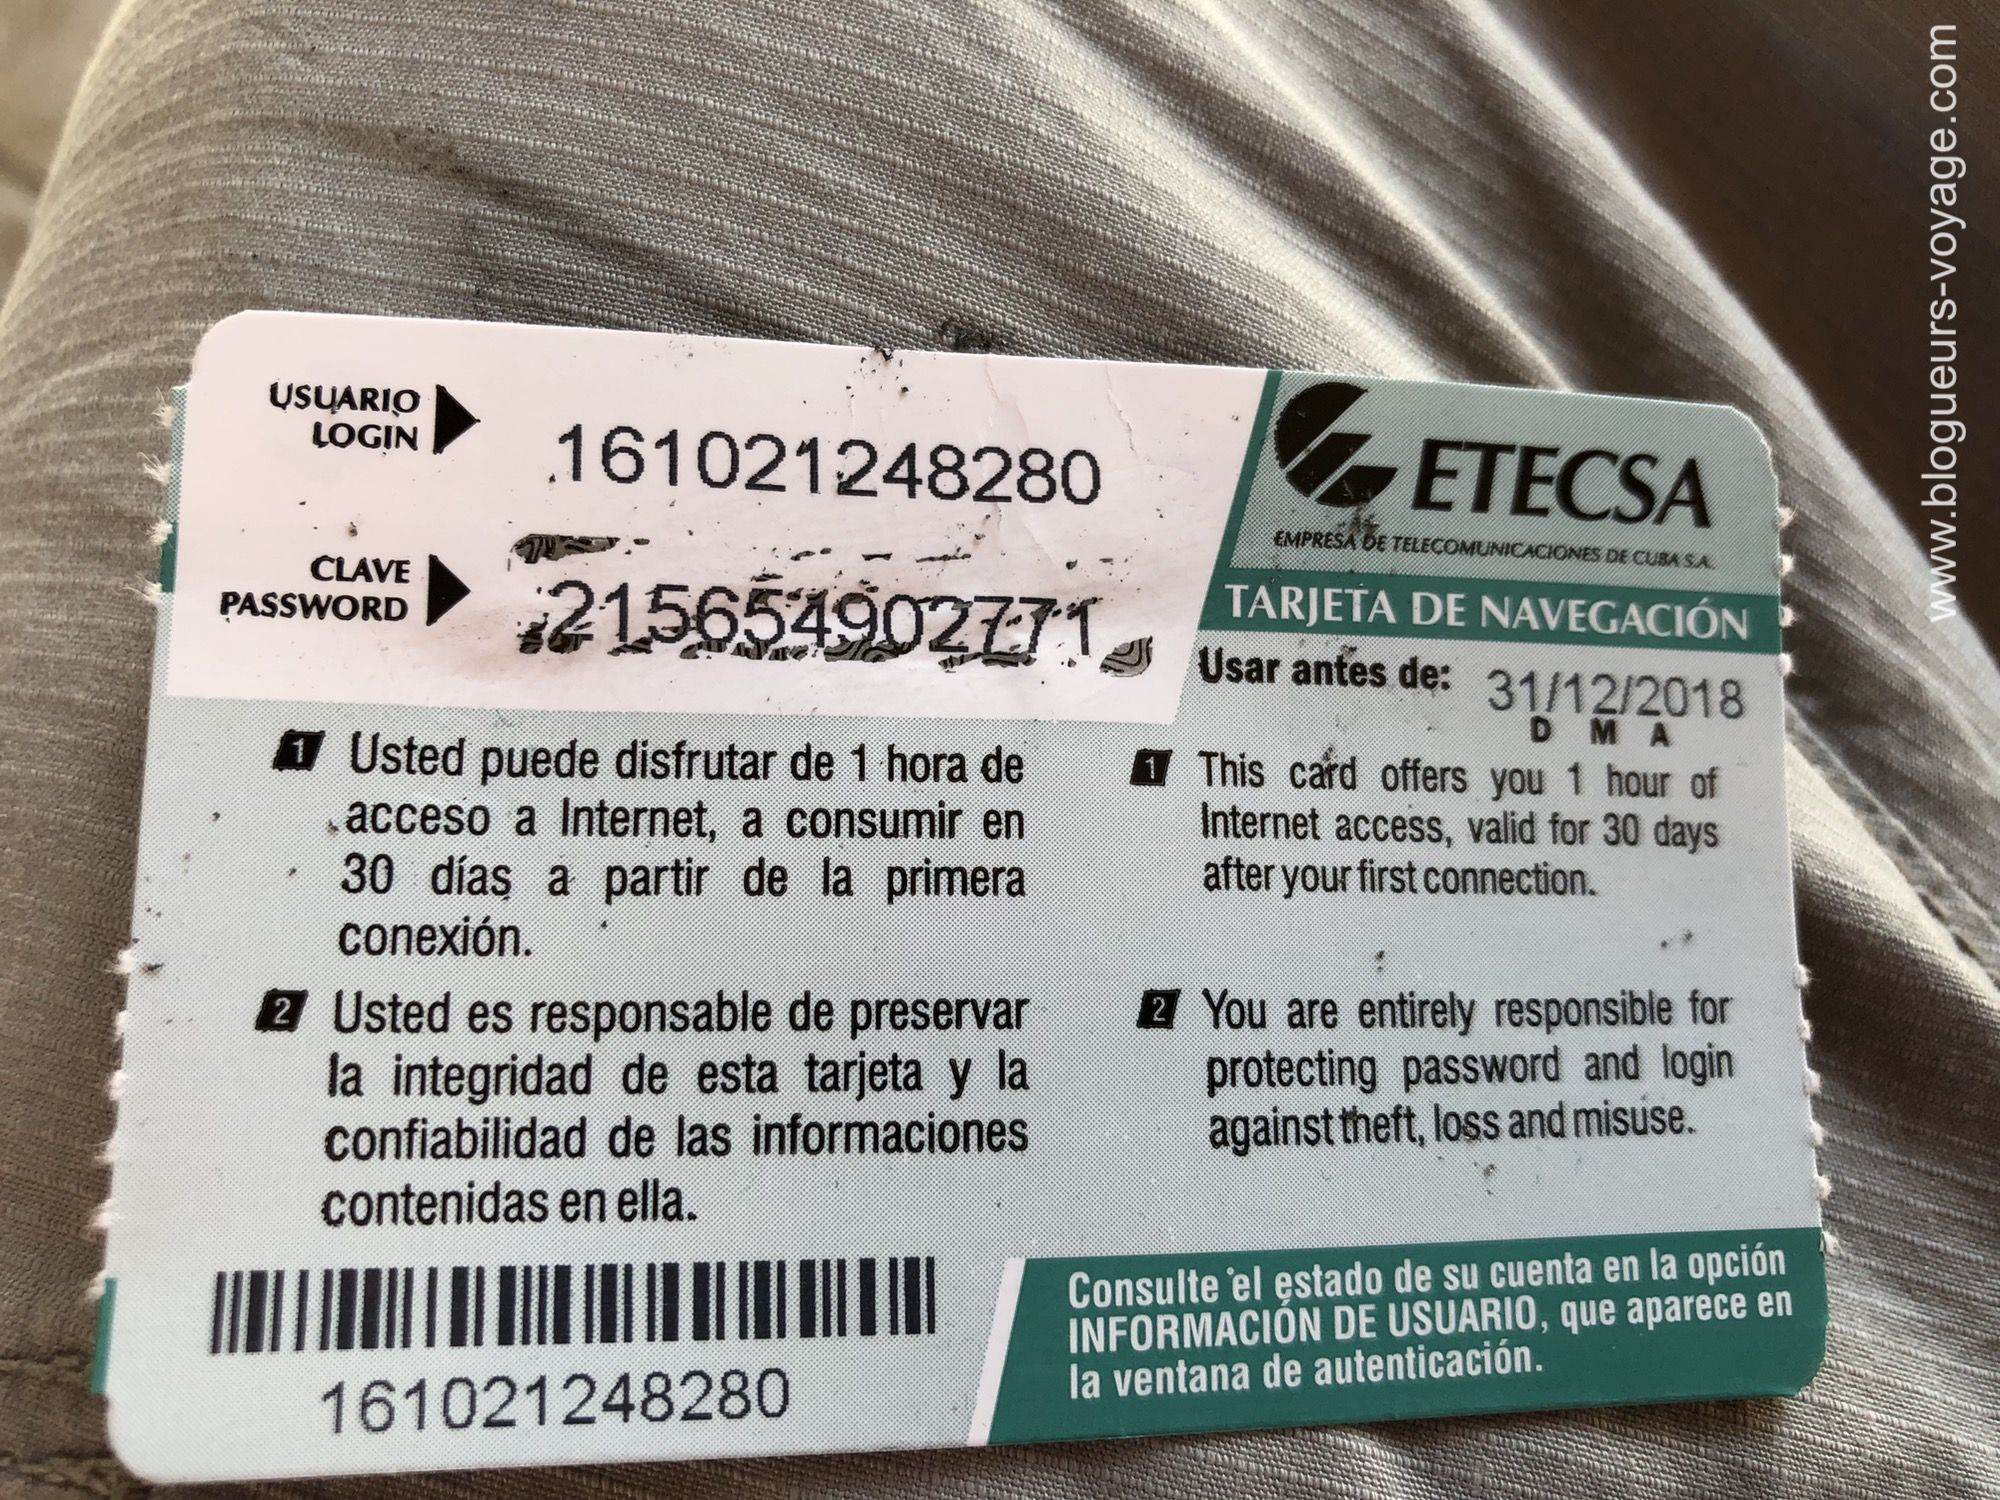 www.blogueurs-voyage.com
USUARIO
LOGIN
161021248280
CLAVE
PASSWORD
215654902771
ETECSA
EMPRESA DE TELECOMUNICACIONES DE CUBA S.A.
TARJETA DE NAVEGACIÓN
Usar antes de: 31/12/2018
D M A
1 Usted puede disfrutar de 1 hora de
acceso a Internet, a consumir en
30 días a partir de la primera
conexión.
2 Usted es responsable de preservar
la integridad de esta tarjeta y la
confiabilidad de las informaciones
contenidas en ella.
1 This card offers you 1 hour of
Internet access, valid for 30 days
after your first connection.
2 You are entirely responsible for
protecting password and login
against theft, loss and misuse.
161021248280
Consulte el estado de su cuenta en la opción
INFORMACIÓN DE USUARIO, que aparece en
la ventana de autenticación.